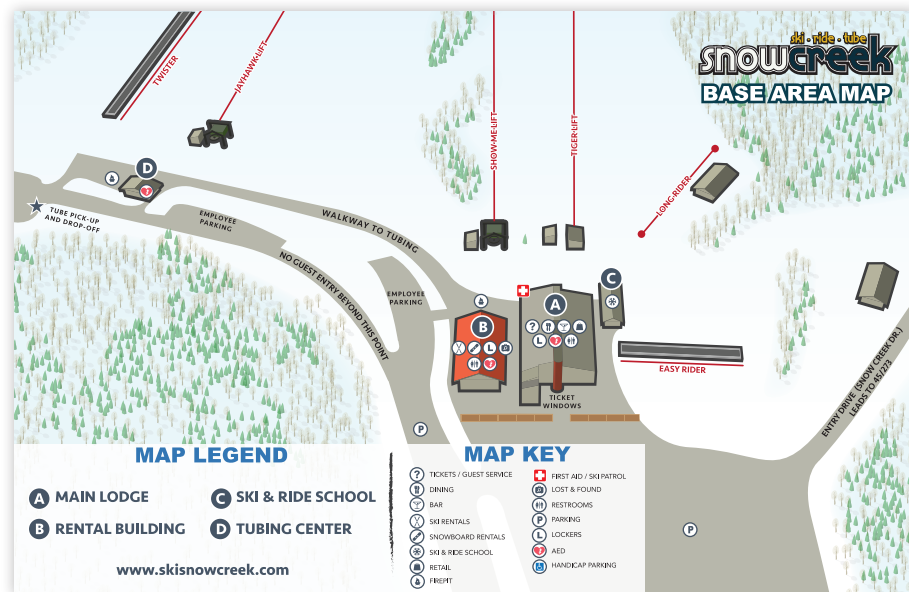 ski · ride · tube
snowcreek
BASE AREA MAP
TWISTER
JAYHAWK LIFT
SHOW-ME LIFT
TIGER LIFT
LONG RIDER
D
TUBE PICK-UP
AND DROP-OFF
EMPLOYEE
PARKING
WALKWAY TO TUBING
NO GUEST ENTRY BEYOND THIS POINT
EMPLOYEE
PARKING
C
A
?
L
B
L
TICKET
WINDOWS
EASY RIDER
ENTRY DRIVE (SNOW CREEK DR.)
LEADS TO 45/273
P
P
MAP LEGEND
A MAIN LODGE
B RENTAL BUILDING
C SKI & RIDE SCHOOL
D TUBING CENTER
www.skisnowcreek.com
MAP KEY
? TICKETS / GUEST SERVICE
DINING
BAR
SKI RENTALS
SNOWBOARD RENTALS
SKI & RIDE SCHOOL
RETAIL
FIREPIT
FIRST AID / SKI PATROL
LOST & FOUND
RESTROOMS
P PARKING
L LOCKERS
AED
HANDICAP PARKING